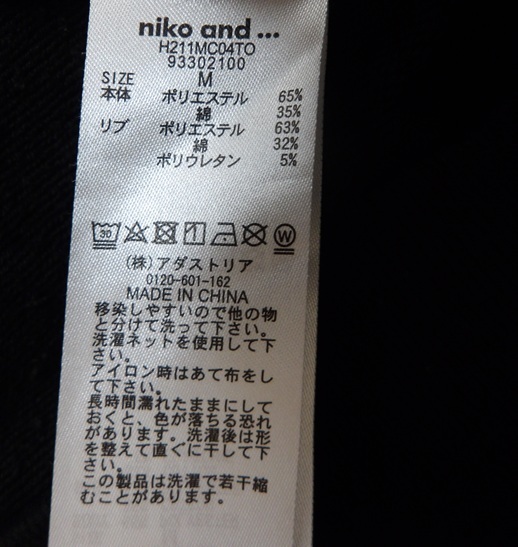 niko and ...
H211MC04TO
93302100
SIZE M
本体 ポリエステル 65%
綿 35%
リブ ポリエステル 63%
綿 32%
ポリウレタン 5%
30 W
(株)アダストリア
0120-601-162
MADE IN CHINA
移染しやすいので他の物
と分けて洗って下さい。
洗濯ネットを使用して下
さい。
アイロン時はあて布をし
て下さい。
長時間濡れたままにして
おくと、色が落ちる恐れ
があります。洗濯後は形
を整えて直ぐに干して下
さい。
この製品は洗濯で若干縮
むことがあります。